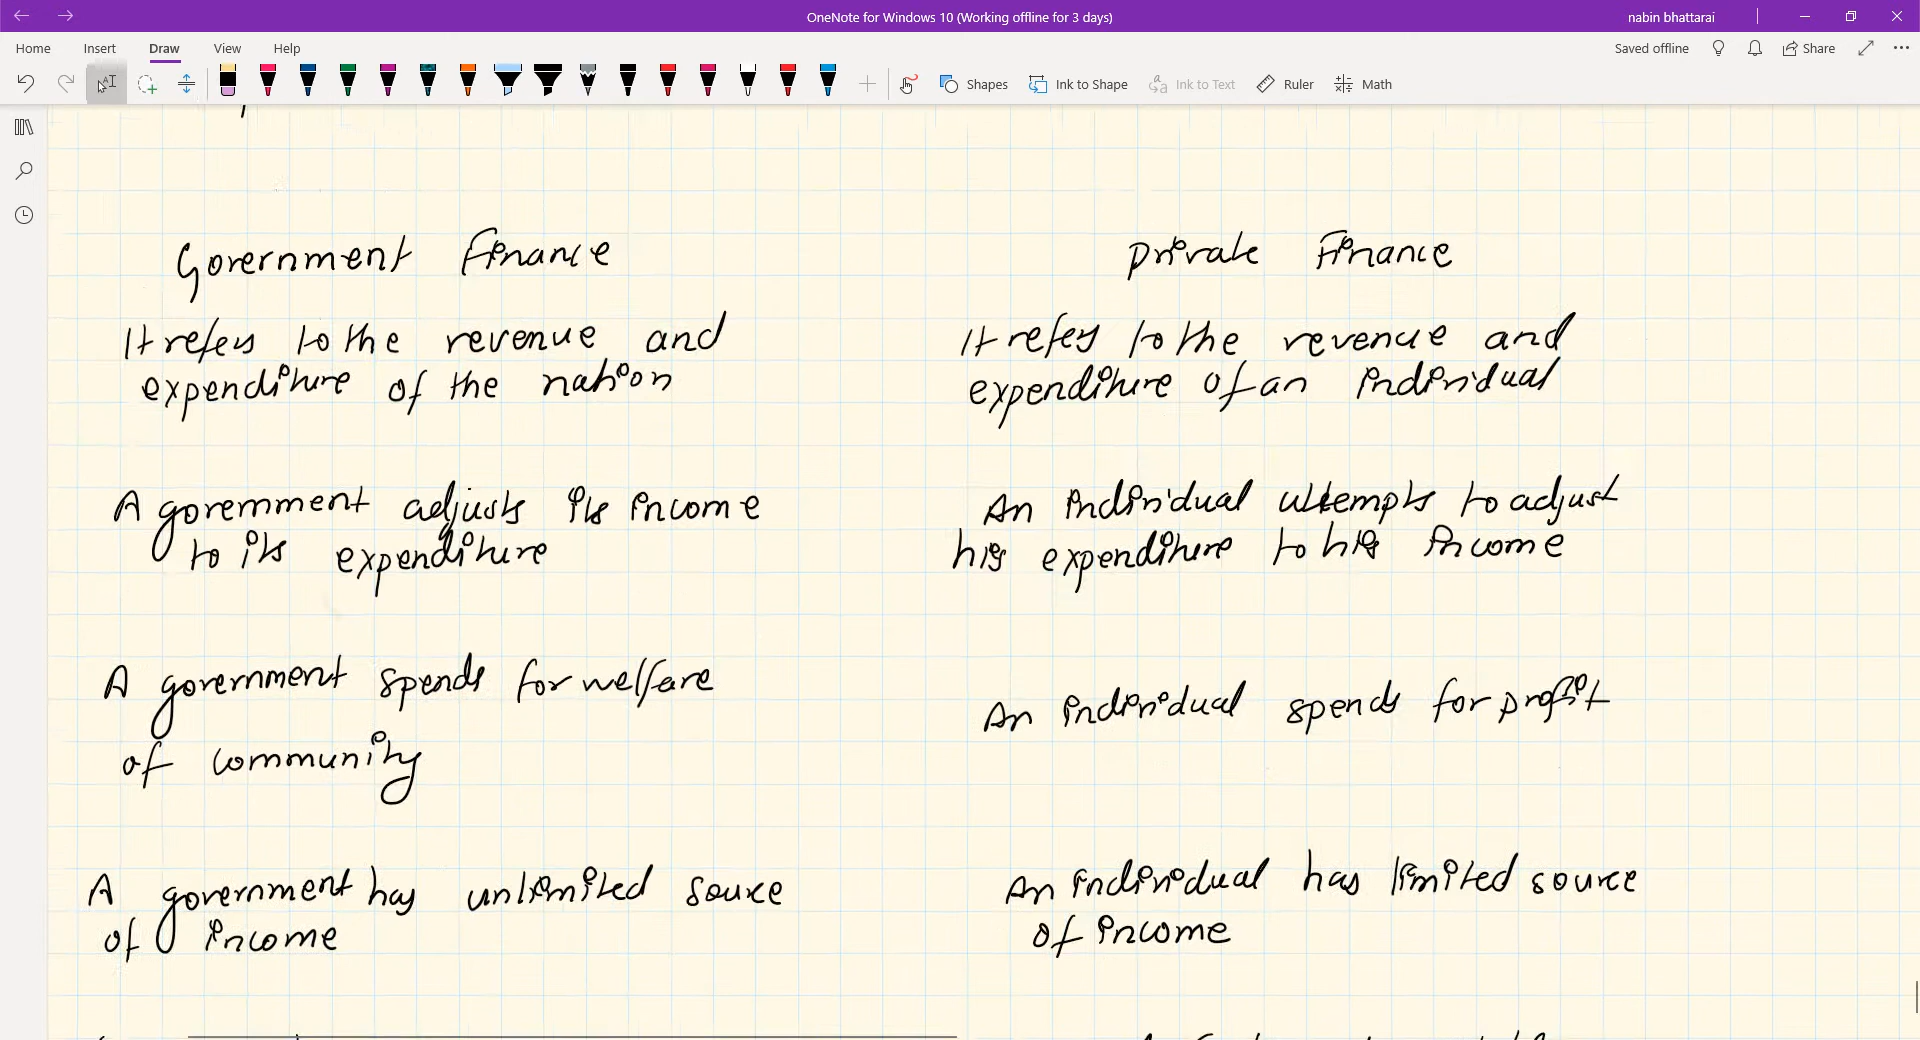 OneNote for Windows 10 (Working offline for 3 days)
nabin bhattarai
Home Insert Draw View Help
Saved offline Share
Shapes Ink to Shape Ink to Text Ruler Math
Government Finance
It refers to the revenue and
expenditure of the nation
A government adjusts its income
to its expenditure
A government spends for welfare
of community
A government has unlimited source
of income
Private Finance
It refers to the revenue and
expenditure of an individual
An individual attempts to adjust
his expenditure to his income
An individual spends for profit
An individual has limited source
of income